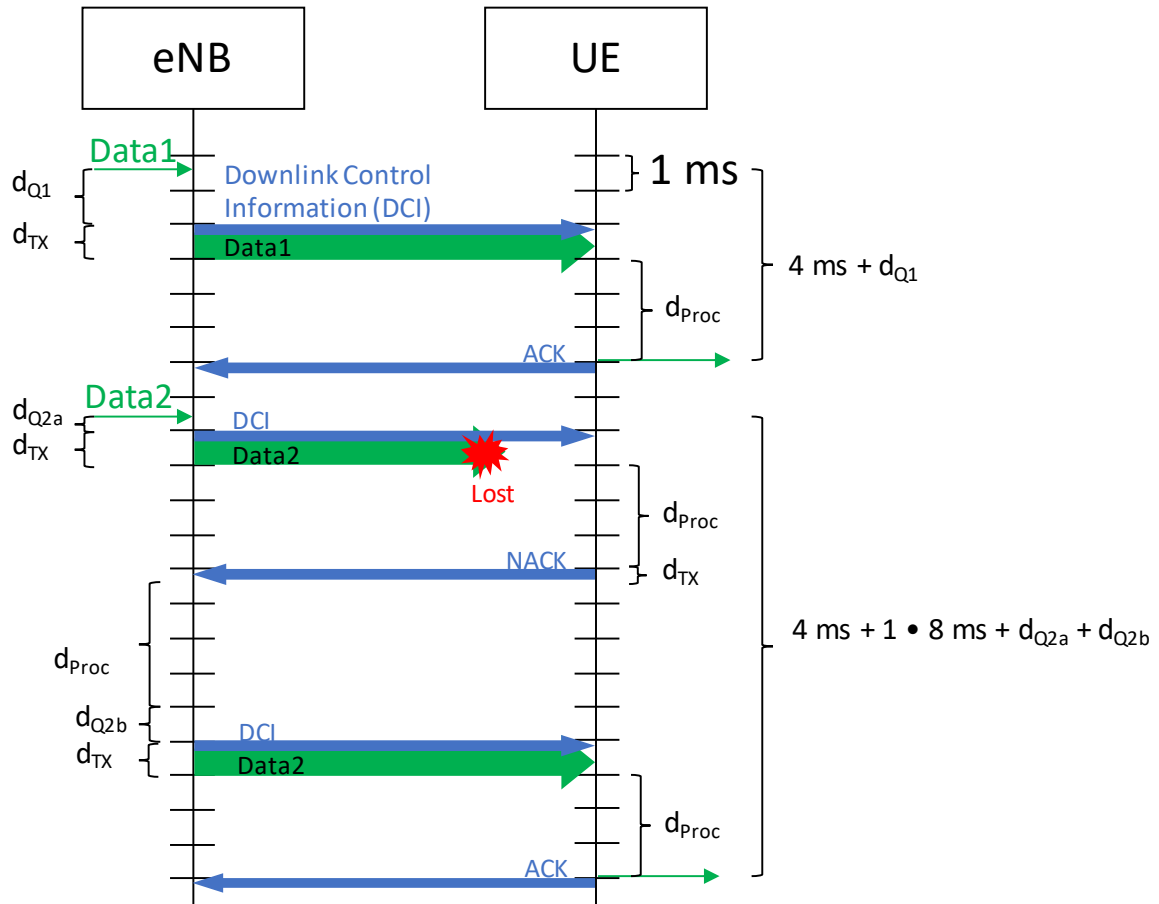 eNB
UE
Data1
1 ms
dQ1
Downlink Control
Information (DCI)
dTX
Data1
4 ms + dQ1
dProc
ACK
Data2
dQ2a
DCI
dTX
Data2
Lost
dProc
NACK
dTX
4 ms + 1 • 8 ms + dQ2a + dQ2b
dProc
dQ2b
DCI
dTX
Data2
dProc
ACK